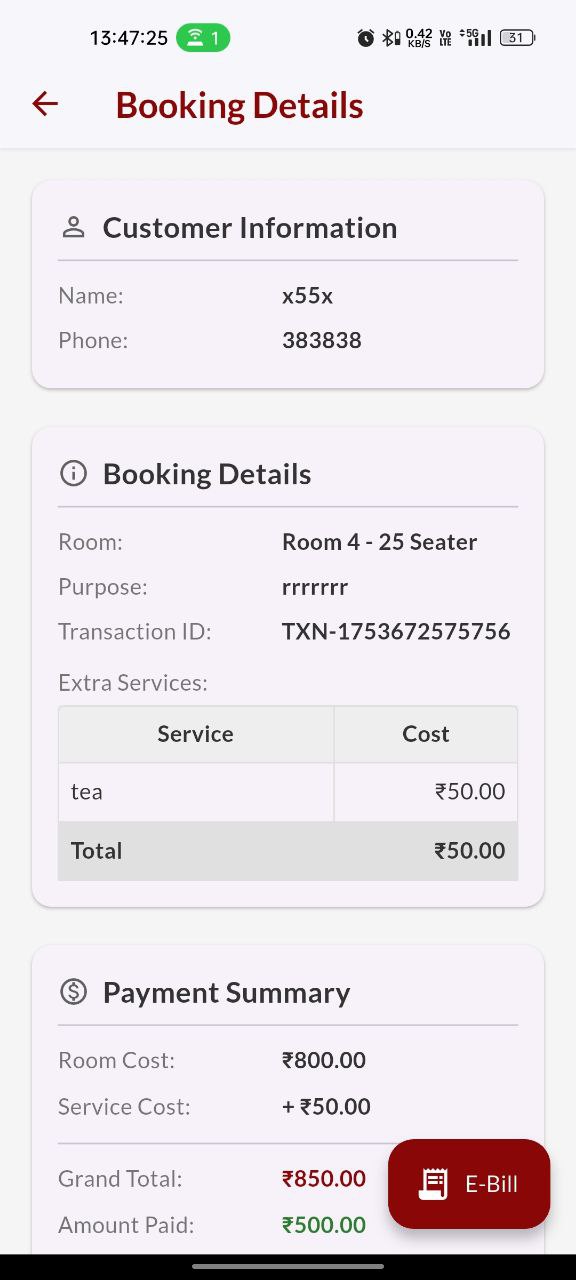 13:47:25 1 0.42 KB/S Vo LTE 5G 31
Booking Details
Customer Information
Name: x55x
Phone: 383838
Booking Details
Room: Room 4 - 25 Seater
Purpose: rrrrrrr
Transaction ID: TXN-1753672575756
Extra Services:
Service Cost
tea ₹50.00
Total ₹50.00
Payment Summary
Room Cost: ₹800.00
Service Cost: + ₹50.00
Grand Total: ₹850.00
E-Bill
Amount Paid: ₹500.00